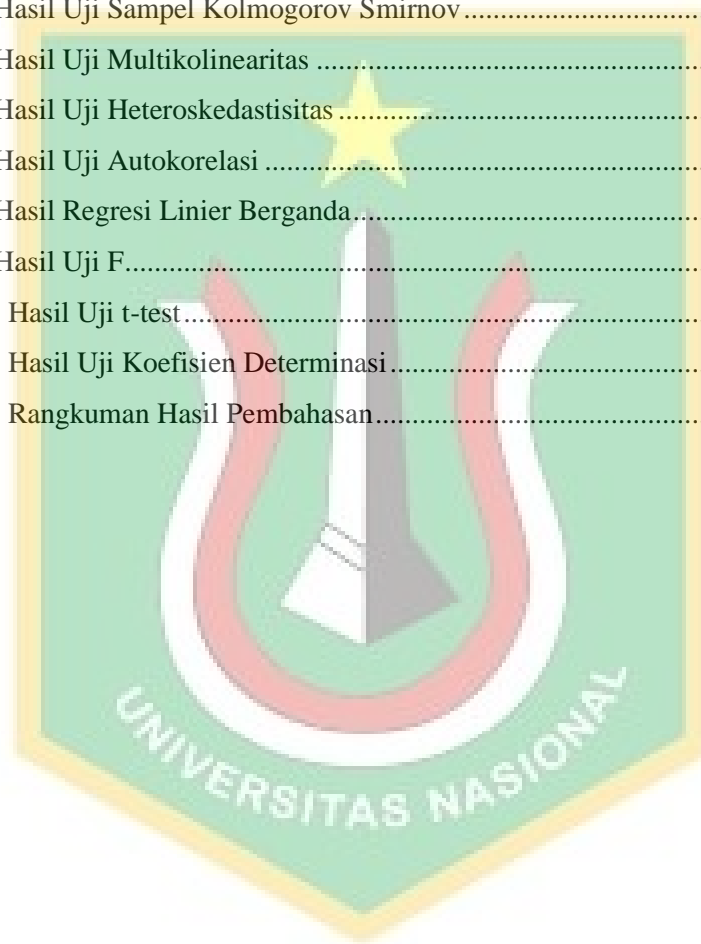 Hasil Uji Sampel Kolmogorov Smirnov........................................
Hasil Uji Multikolinearitas ........................................................
Hasil Uji Heteroskedastisitas ....................................................
Hasil Uji Autokorelasi ..............................................................
Hasil Regresi Linier Berganda...................................................
Hasil Uji F.................................................................................
Hasil Uji t-test..........................................................................
Hasil Uji Koefisien Determinasi..............................................
Rangkuman Hasil Pembahasan................................................
UNIVERSITAS NASIONAL